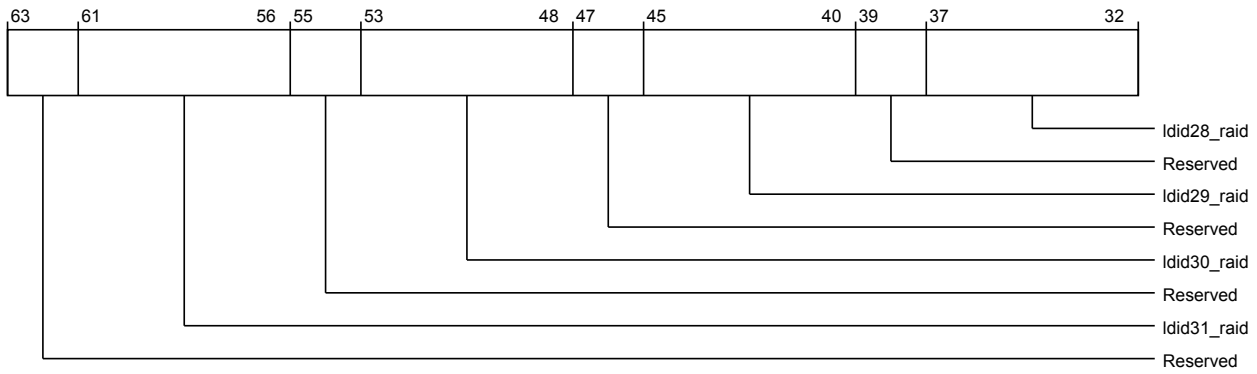 63 61 56 55 53 48 47 45 40 39 37 32
ldid28_raid
Reserved
ldid29_raid
Reserved
ldid30_raid
Reserved
ldid31_raid
Reserved